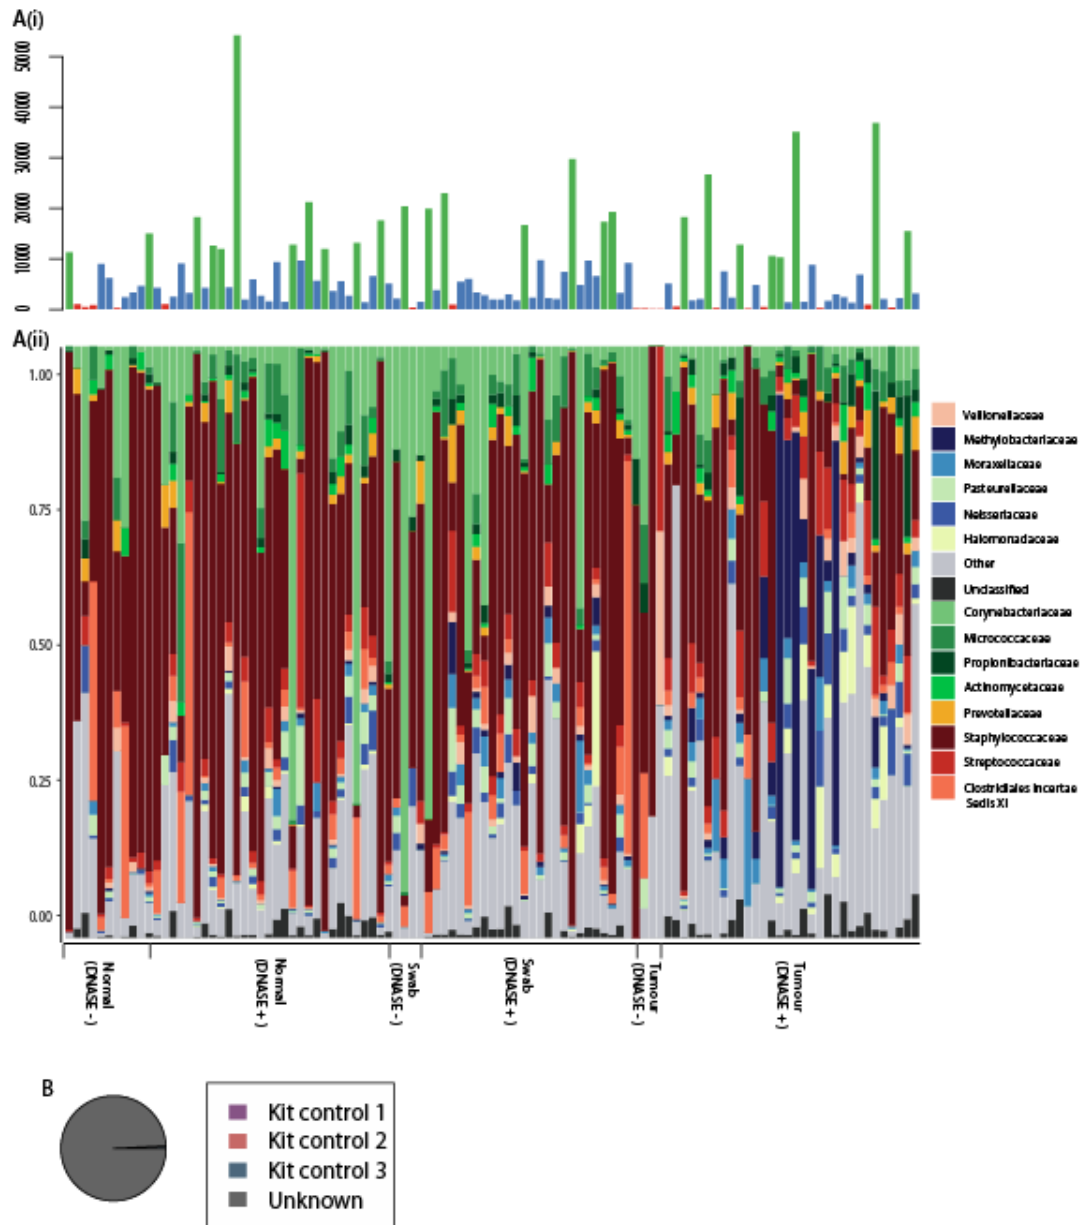 A(i)
50000
40000
30000
20000
10000
0
A(ii)
1.00
0.75
0.50
0.25
0.00
Veillonellaceae
Methylobacteriaceae
Moraxellaceae
Pasteurellaceae
Neisseriaceae
Halomonadaceae
Other
Unclassified
Corynebacteriaceae
Micrococcaceae
Propionibacteriaceae
Actinomycetaceae
Prevotellaceae
Staphylococcaceae
Streptococcaceae
Clostridiales Incertae
Sedis XI
Normal
(DNASE - )
Normal
(DNASE + )
Swab
(DNASE - )
Swab
(DNASE + )
Tumour
(DNASE - )
Tumour
(DNASE + )
B
Kit control 1
Kit control 2
Kit control 3
Unknown